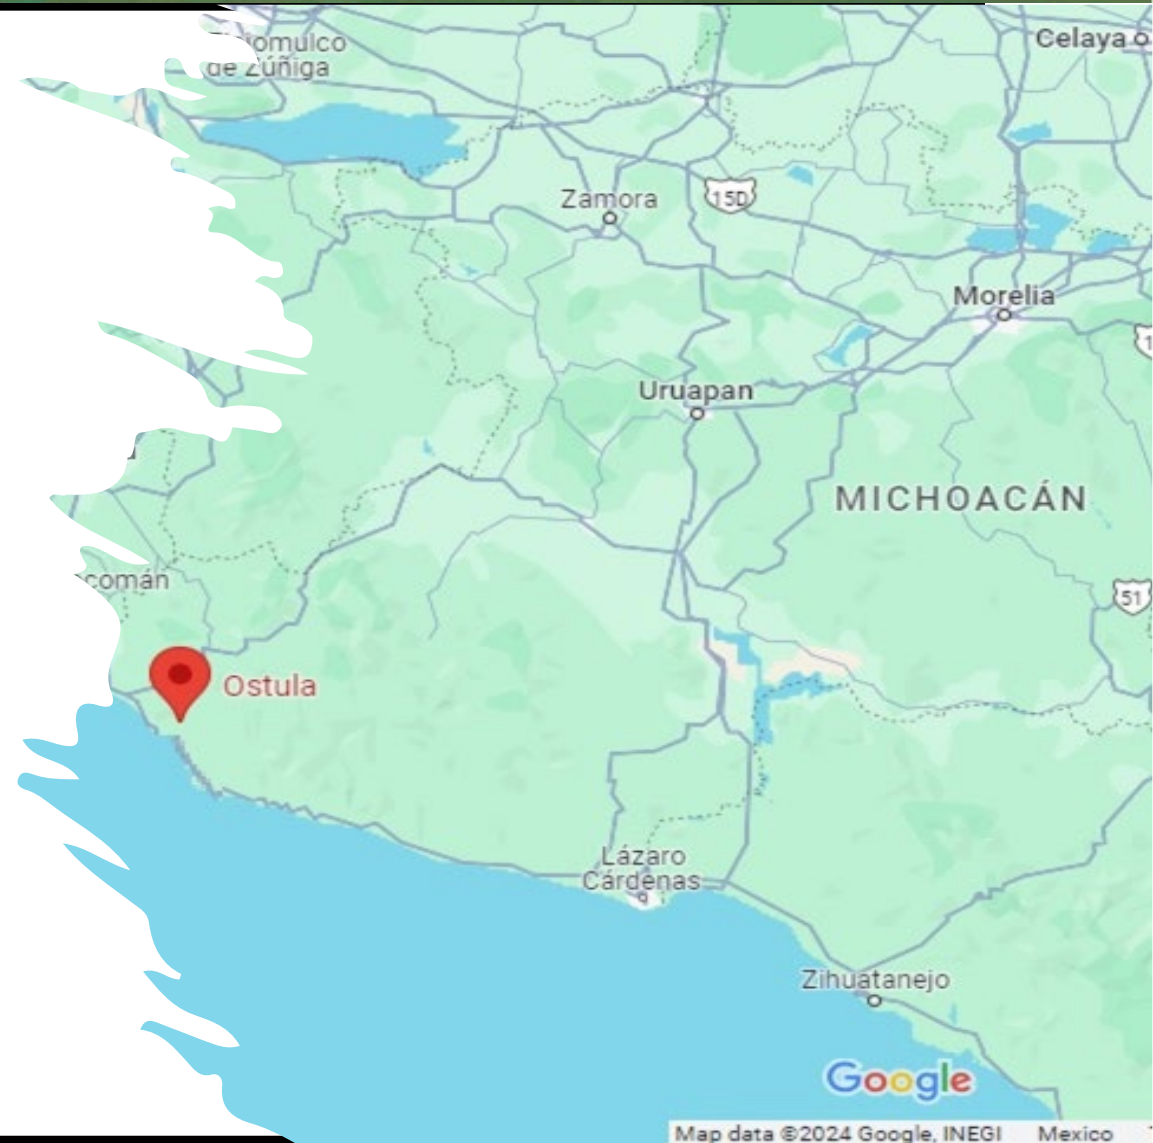 Celaya
de Zúñiga
Zamora
15D
Morelia
Uruapan
MICHOACÁN
51
Ostula
Lázaro
Cárdenas
Zihuatanejo
Google
Map data ©2024 Google, INEGI Mexico